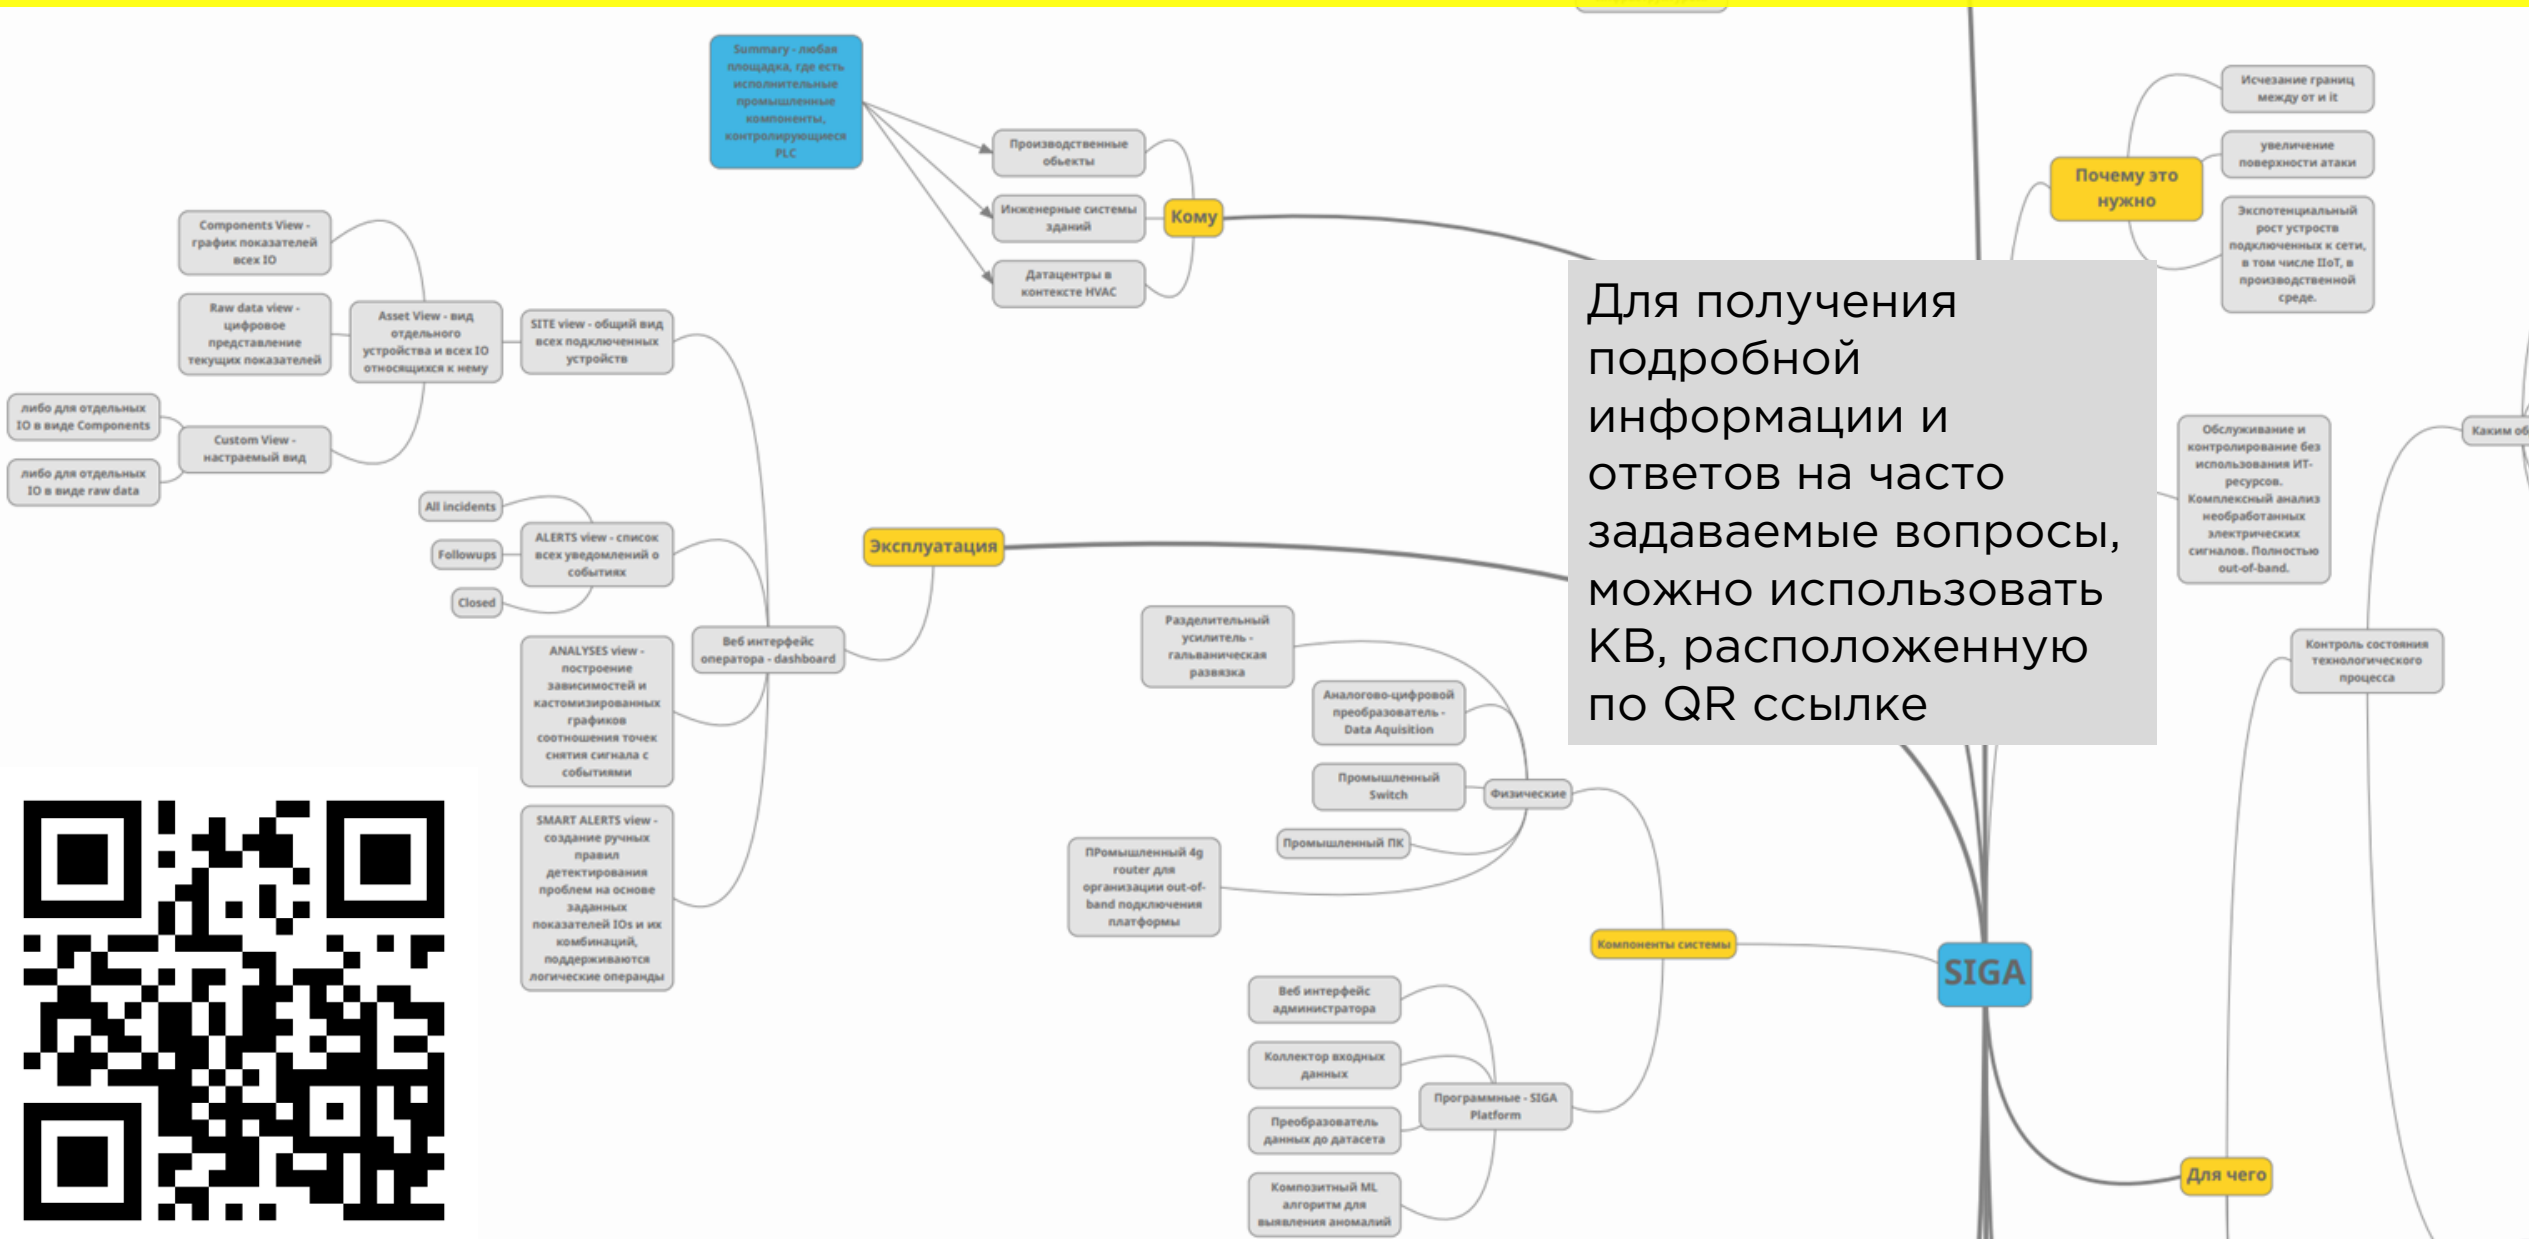 Summary - любая
площадка, где есть
исполнительные
промышленные
компоненты,
контролирующиеся
PLC
Производственные
обьекты
Инженерные системы
зданий
Датацентры в
контексте HVAC
Кому
Исчезание границ
между от и it
увеличение
поверхности атаки
Экспотенциальный
рост устроств
подключенных к сети,
в том числе IIoT, в
производственной
среде.
Почему это
нужно
Components View -
график показателей
всех IO
Raw data view -
цифровое
представление
текущих показателей
Asset View - вид
отдельного
устройства и всех IO
относящихся к нему
SITE view - общий вид
всех подключенных
устройств
либо для отдельных
IO в виде Components
либо для отдельных
IO в виде raw data
Custom View -
настраемый вид
All incidents
Followups
Closed
ALERTS view - список
всех уведомлений о
событиях
ANALYSES view -
построение
зависимостей и
кастомизированных
графиков
соотношения точек
снятия сигнала с
событиями
SMART ALERTS view -
создание ручных
правил
детектирования
проблем на основе
заданных
показателей IOs и их
комбинаций,
поддерживаются
логические операнды
Веб интерфейс
оператора - dashboard
Эксплуатация
Для получения
подробной
информации и
ответов на часто
задаваемые вопросы,
можно использовать
КВ, расположенную
по QR ссылке
Обслуживание и
контролирование без
использования ИТ-
ресурсов.
Комплексный анализ
необработанных
электрических
сигналов. Полностью
out-of-band.
Каким об
Контроль состояния
технологического
процесса
Разделительный
усилитель -
гальваническая
развязка
Аналогово-цифровой
преобразователь -
Data Aquisition
Промышленный
Switch
Промышленный ПК
ПРомышленный 4g
router для
организации out-of-
band подключения
платформы
Физические
Компоненты системы
SIGA
Веб интерфейс
администратора
Коллектор входных
данных
Преобразователь
данных до датасета
Композитный ML
алгоритм для
выявления аномалий
Программные - SIGA
Platform
Для чего